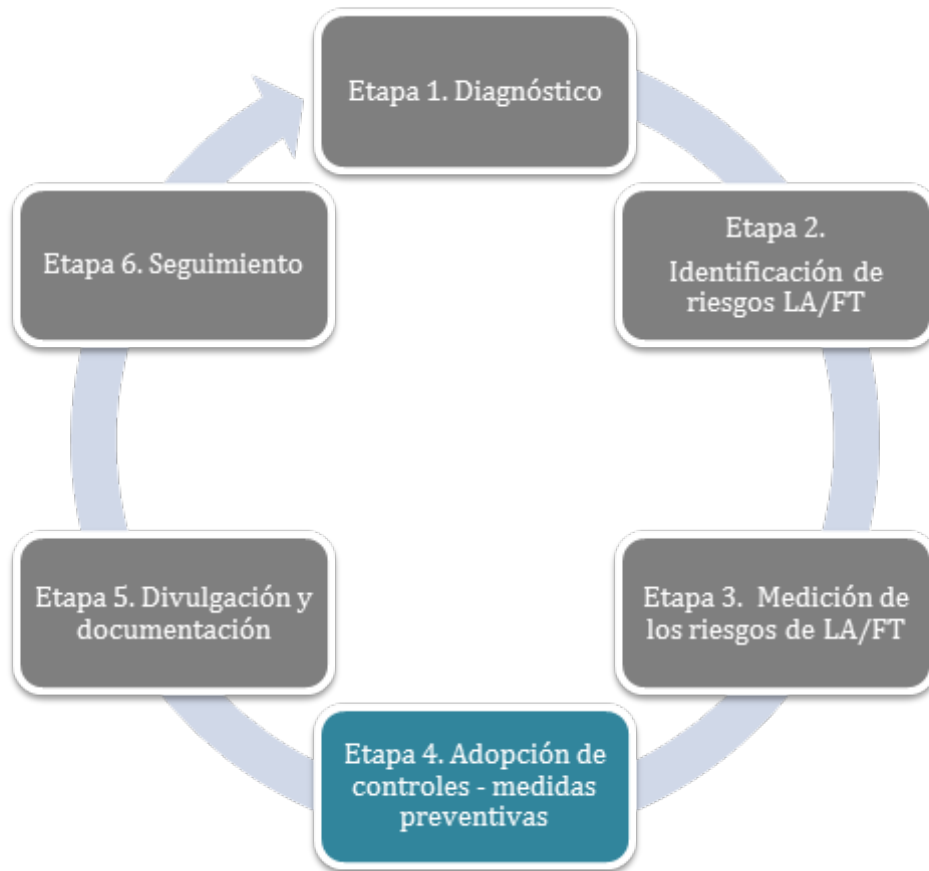 Etapa 1. Diagnóstico
Etapa 2.
Identificación de
riesgos LA/FT
Etapa 3.  Medición de
los riesgos de LA/FT
Etapa 4. Adopción de
controles - medidas
preventivas
Etapa 5. Divulgación y
documentación
Etapa 6. Seguimiento